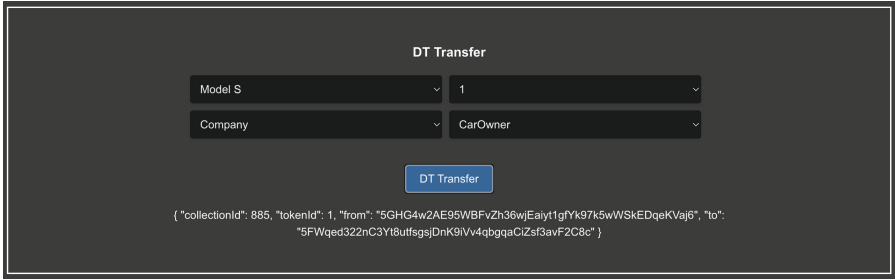 DT Transfer
Model S
1
Company
CarOwner
DT Transfer
{ "collectionId": 885, "tokenId": 1, "from": "5GHG4w2AE95WBFvZh36wjEaiyt1gfYk97k5wWSkEDqeKVaj6", "to":
"5FWqed322nC3Yt8utfsgsjDnK9iVv4qbgqaCiZsf3avF2C8c" }